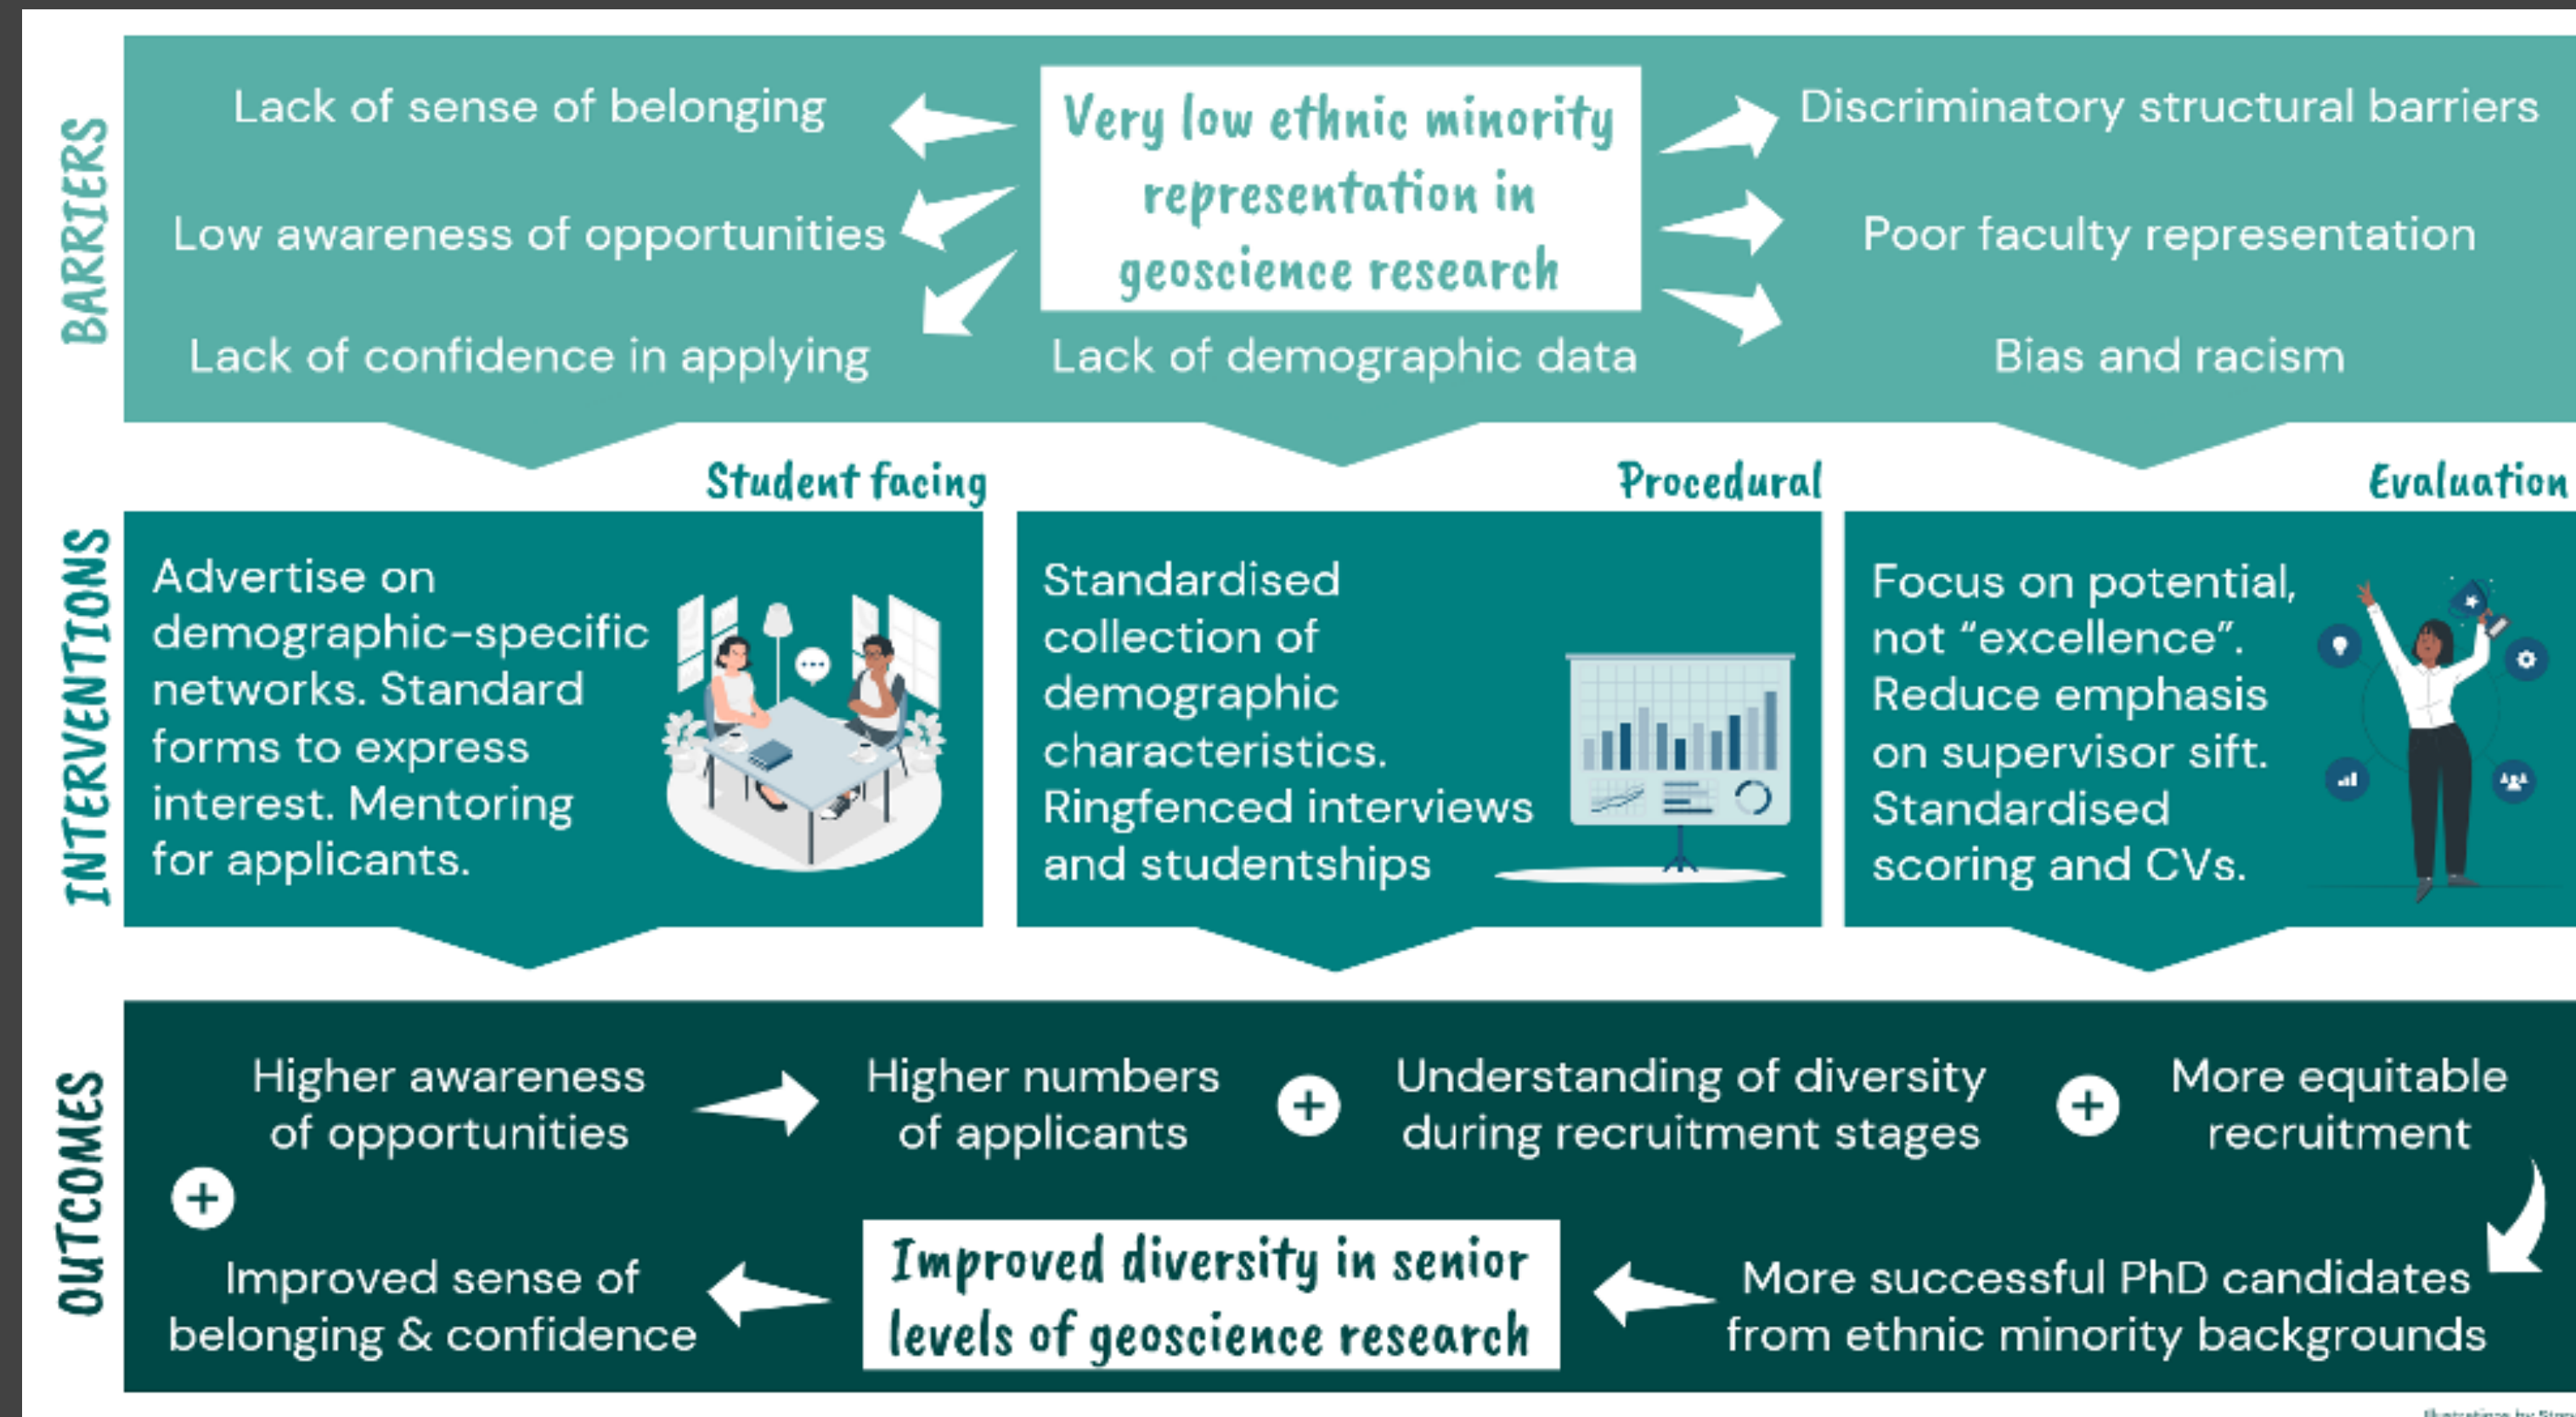 BARRIERS
Lack of sense of belonging
Low awareness of opportunities
Lack of confidence in applying
Very low ethnic minority
representation in
geoscience research
Lack of demographic data
Discriminatory structural barriers
Poor faculty representation
Bias and racism
INTERVENTIONS
Student facing
Advertise on
demographic-specific
networks. Standard
forms to express
interest. Mentoring
for applicants.
Procedural
Standardised
collection of
demographic
characteristics.
Ringfenced interviews
and studentships
Evaluation
Focus on potential,
not “excellence”.
Reduce emphasis
on supervisor sift.
Standardised
scoring and CVs.
OUTCOMES
Higher awareness
of opportunities
Higher numbers
of applicants
+
Understanding of diversity
during recruitment stages
+
More equitable
recruitment
More successful PhD candidates
from ethnic minority backgrounds
Improved diversity in senior
levels of geoscience research
Improved sense of
belonging & confidence
+